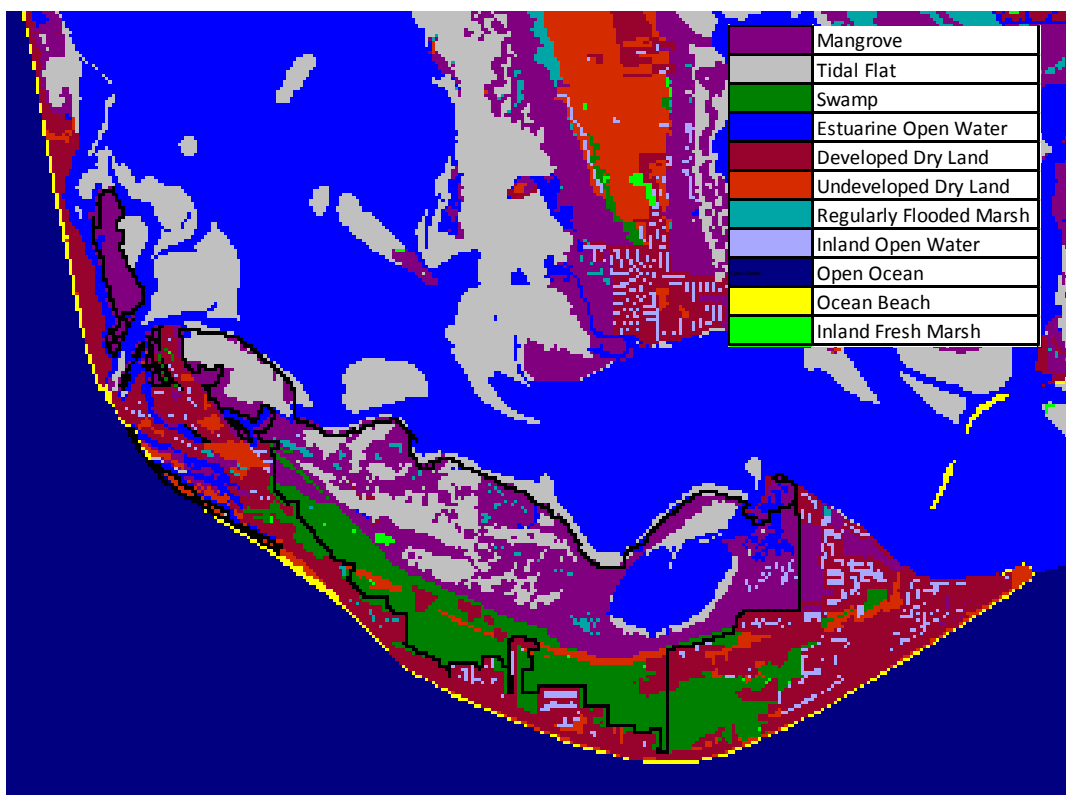 Mangrove
Tidal Flat
Swamp
Estuarine Open Water
Developed Dry Land
Undeveloped Dry Land
Regularly Flooded Marsh
Inland Open Water
Open Ocean
Ocean Beach
Inland Fresh Marsh